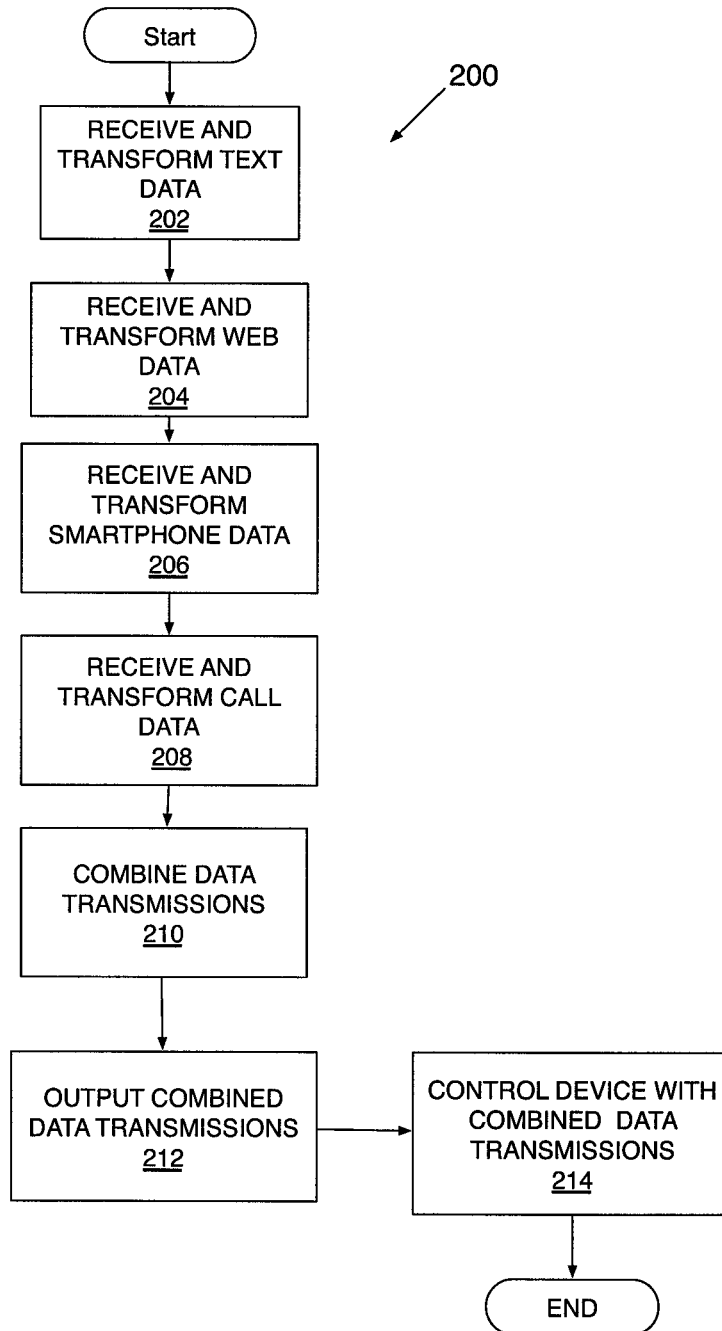 Start
200
RECEIVE AND
TRANSFORM TEXT
DATA
202
RECEIVE AND
TRANSFORM WEB
DATA
204
RECEIVE AND
TRANSFORM
SMARTPHONE DATA
206
RECEIVE AND
TRANSFORM CALL
DATA
208
COMBINE DATA
TRANSMISSIONS
210
OUTPUT COMBINED
DATA TRANSMISSIONS
212
CONTROL DEVICE WITH
COMBINED DATA
TRANSMISSIONS
214
END